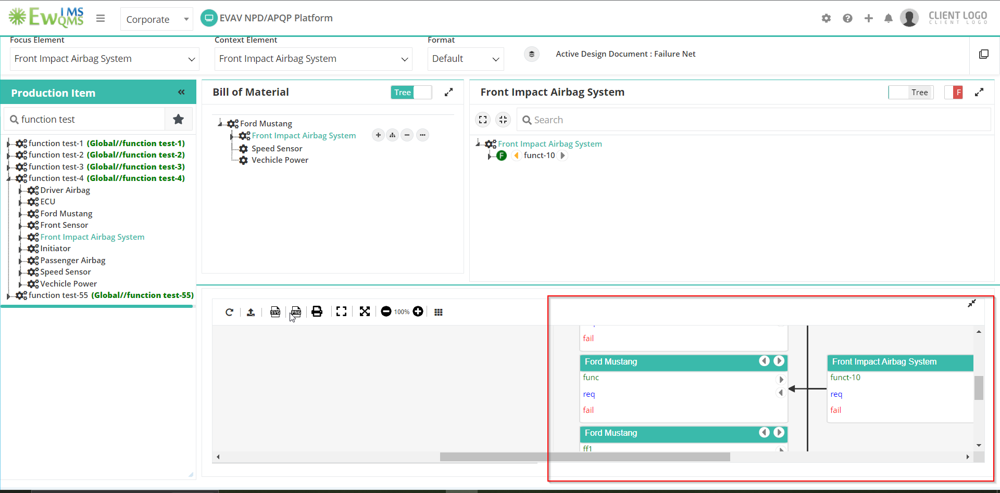 EwQMS IMS
Corporate
EVAV NPD/APQP Platform
CLIENT LOGO
CLIENT LOGO
Focus Element
Context Element
Format
Front Impact Airbag System
Front Impact Airbag System
Default
Active Design Document : Failure Net
Production Item
function test
function test-1 (Global//function test-1)
function test-2 (Global//function test-2)
function test-3 (Global//function test-3)
function test-4 (Global//function test-4)
Driver Airbag
ECU
Ford Mustang
Front Sensor
Front Impact Airbag System
Initiator
Passenger Airbag
Speed Sensor
Vechicle Power
function test-55 (Global//function test-55)
Bill of Material
Tree
Ford Mustang
Front Impact Airbag System
Speed Sensor
Vechicle Power
Front Impact Airbag System
Tree
F
Search
Front Impact Airbag System
F funct-10
SVG
PNG
100%
fail
Ford Mustang
func
req
fail
Ford Mustang
ff1
Front Impact Airbag System
funct-10
req
fail